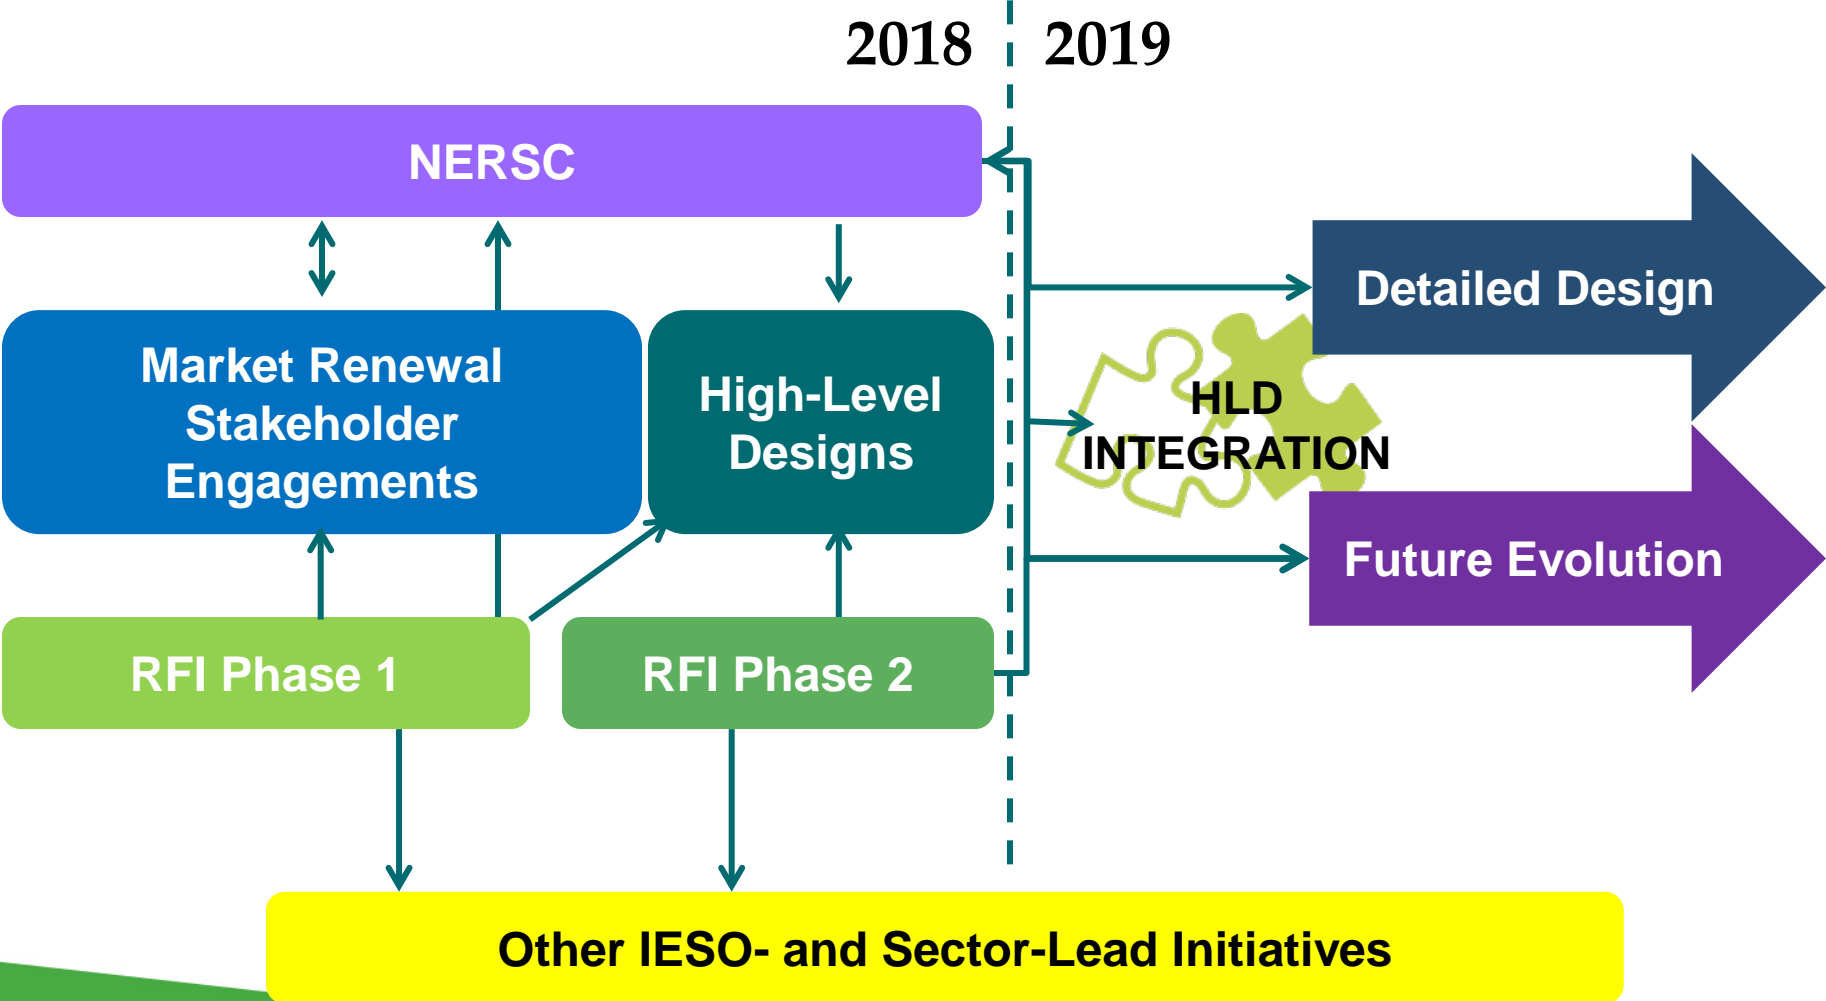 2018
2019
NERSC
Market Renewal
Stakeholder
Engagements
High-Level
Designs
HLD
INTEGRATION
Detailed Design
Future Evolution
RFI Phase 1
RFI Phase 2
Other IESO- and Sector-Lead Initiatives